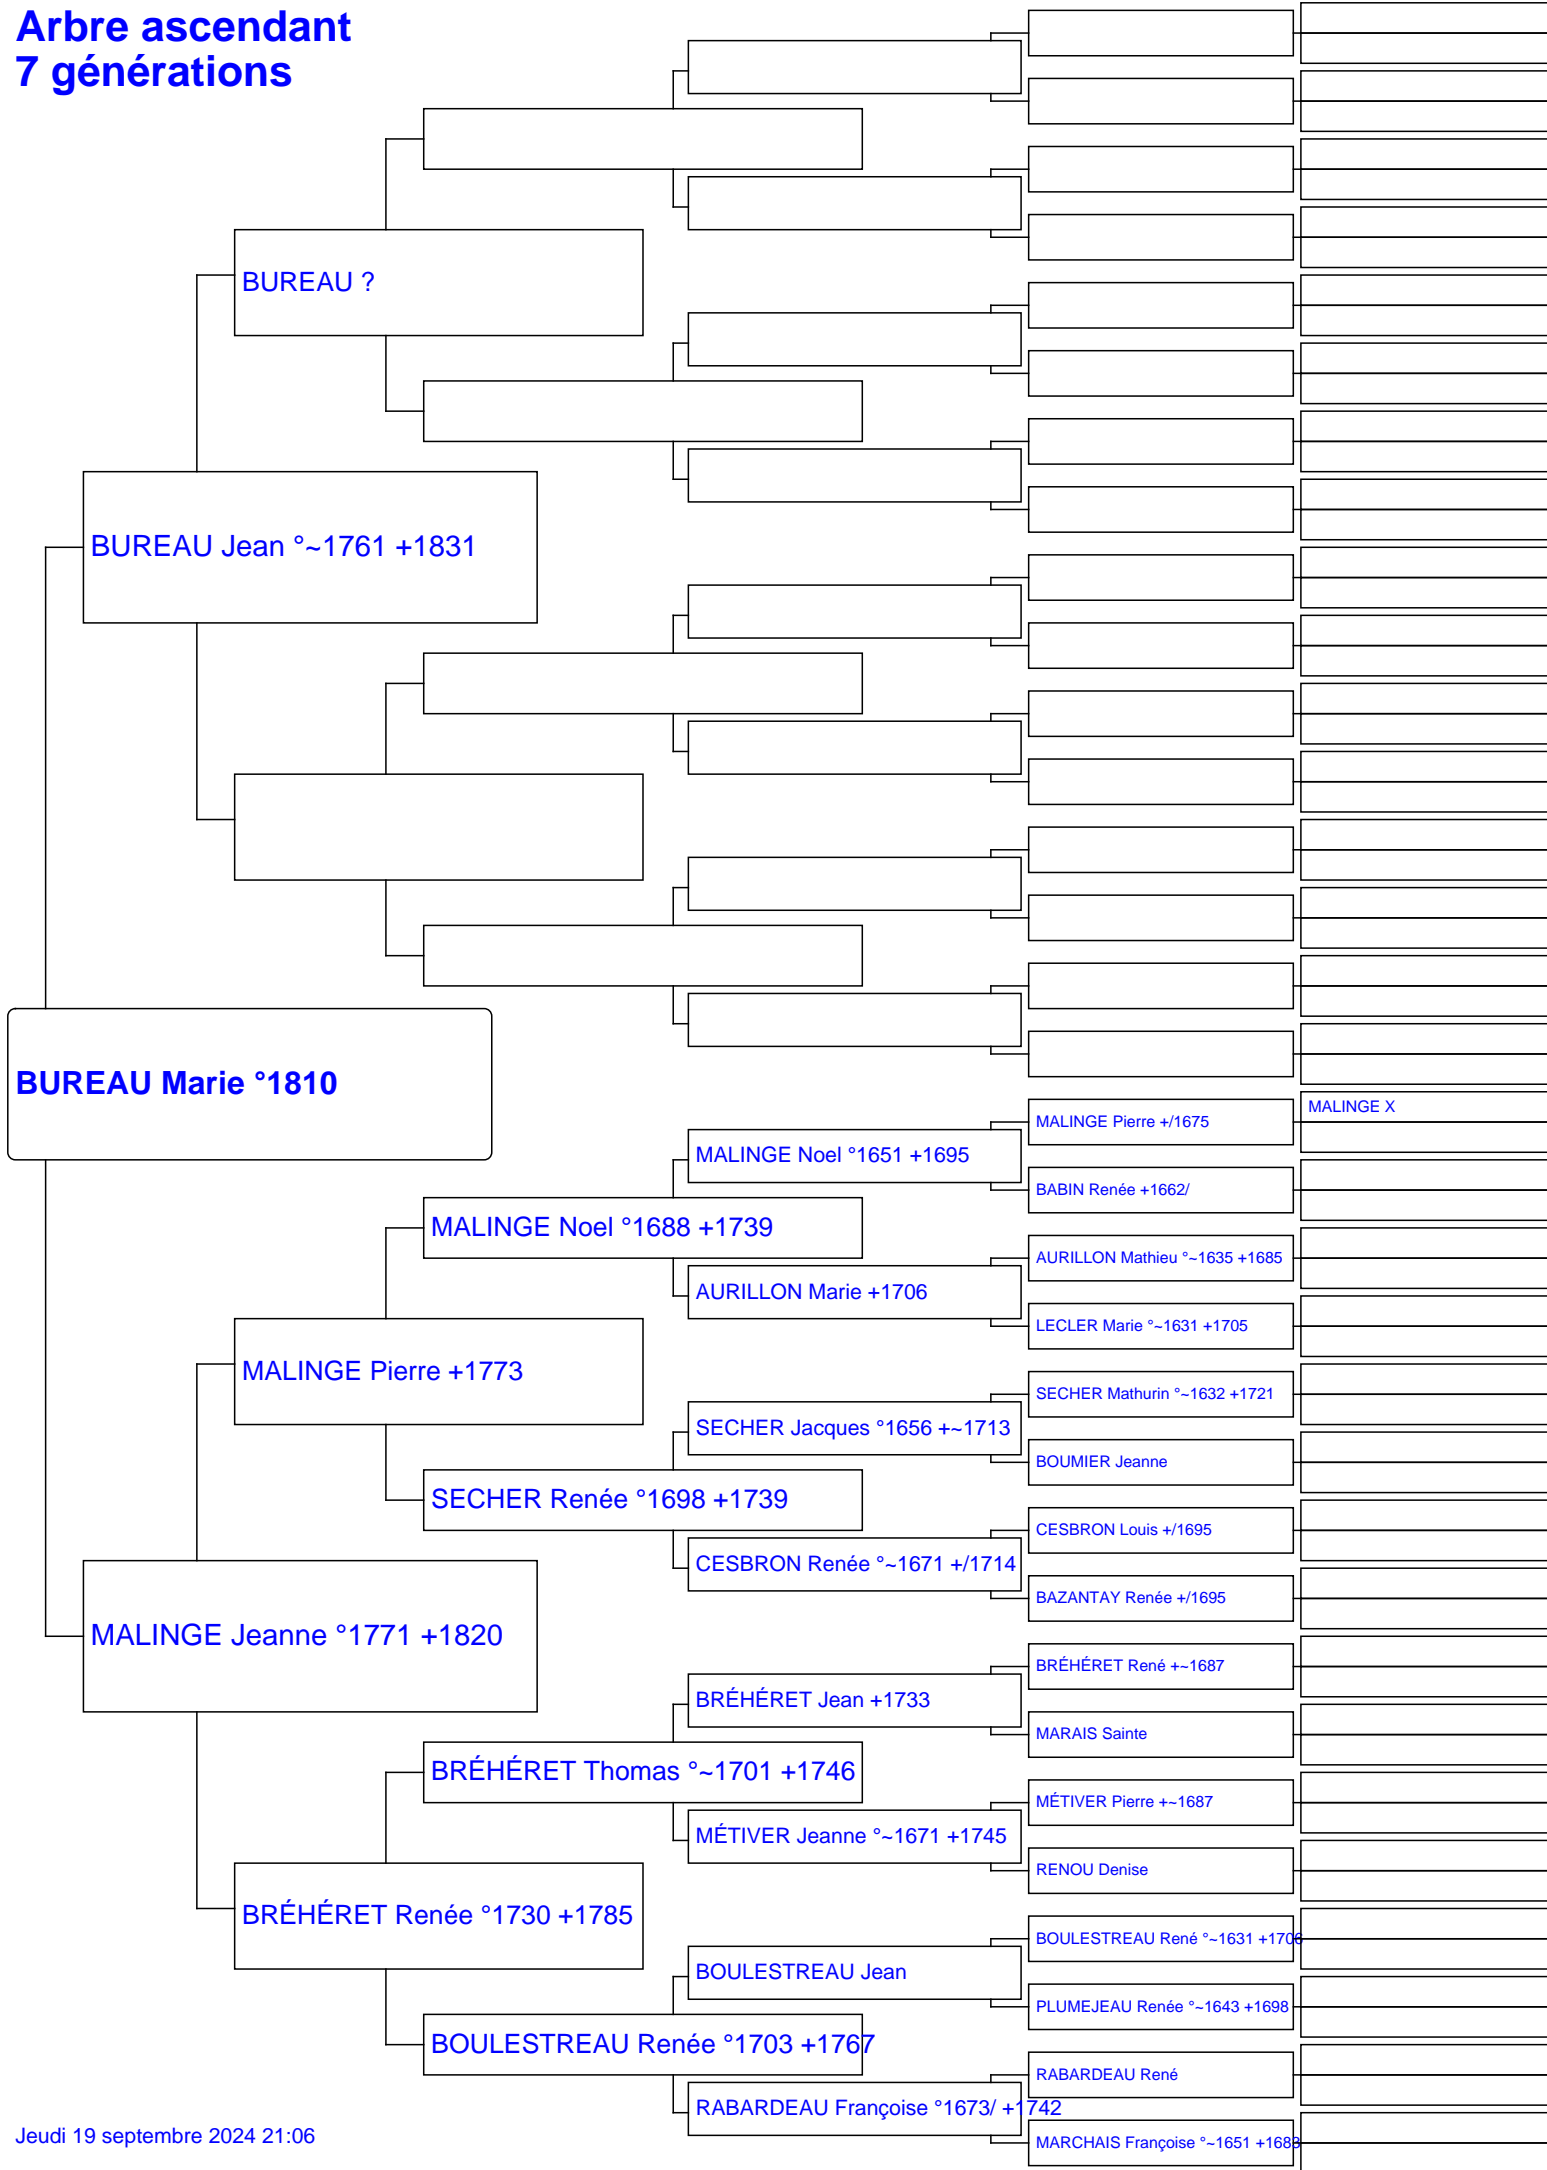 Arbre ascendant
7 générations
BUREAU ?
BUREAU Jean °~1761 +1831
BUREAU Marie °1810
MALINGE Pierre +/1675
MALINGE X
MALINGE Noel °1651 +1695
BABIN Renée +1662/
MALINGE Noel °1688 +1739
AURILLON Mathieu °~1635 +1685
AURILLON Marie +1706
LECLER Marie °~1631 +1705
MALINGE Pierre +1773
SECHER Mathurin °~1632 +1721
SECHER Jacques °1656 +~1713
BOUMIER Jeanne
SECHER Renée °1698 +1739
CESBRON Louis +/1695
CESBRON Renée °~1671 +/1714
BAZANTAY Renée +/1695
MALINGE Jeanne °1771 +1820
BRÉHÉRET René +~1687
BRÉHÉRET Jean +1733
MARAIS Sainte
BRÉHÉRET Thomas °~1701 +1746
MÉTIVER Pierre +~1687
MÉTIVER Jeanne °~1671 +1745
RENOU Denise
BRÉHÉRET Renée °1730 +1785
BOULESTREAU René °~1631 +1706
BOULESTREAU Jean
PLUMEJEAU Renée °~1643 +1698
BOULESTREAU Renée °1703 +1767
RABARDEAU René
RABARDEAU Françoise °1673/ +1742
MARCHAIS Françoise °~1651 +1683
Jeudi 19 septembre 2024 21:06